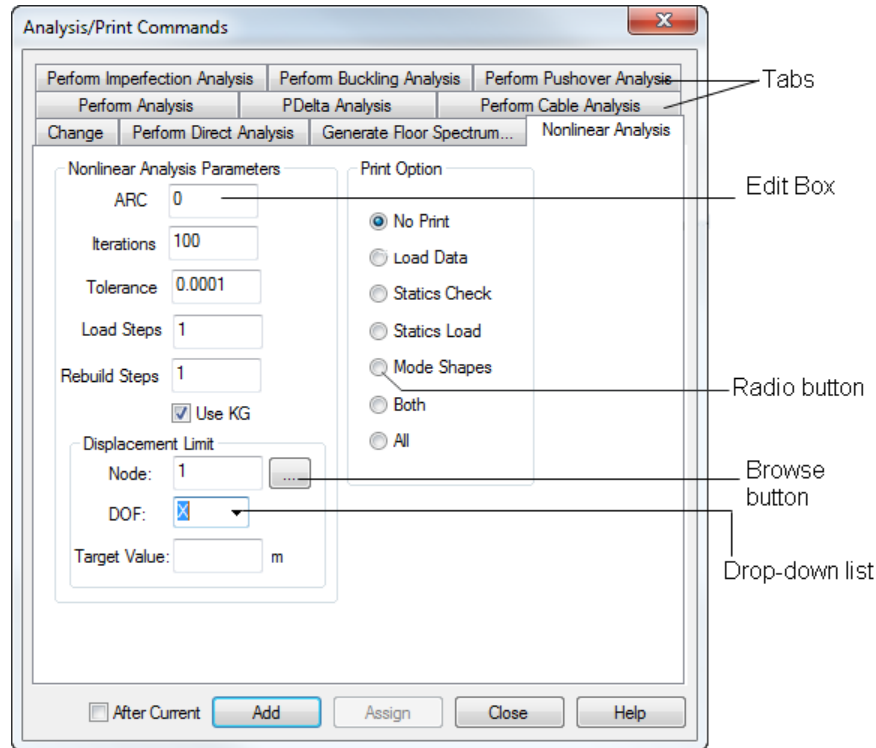 Analysis/Print Commands
Perform Imperfection Analysis Perform Buckling Analysis Perform Pushover Analysis
Tabs
Perform Analysis PDelta Analysis Perform Cable Analysis
Change Perform Direct Analysis Generate Floor Spectrum... Nonlinear Analysis
Nonlinear Analysis Parameters
ARC 0
Iterations 100
Tolerance 0.0001
Load Steps 1
Rebuild Steps 1
Use KG
Displacement Limit
Node: 1 ...
DOF: X
Target Value: m
Print Option
No Print
Load Data
Statics Check
Statics Load
Mode Shapes
Both
All
Edit Box
Radio button
Browse
button
Drop-down list
After Current Add Assign Close Help